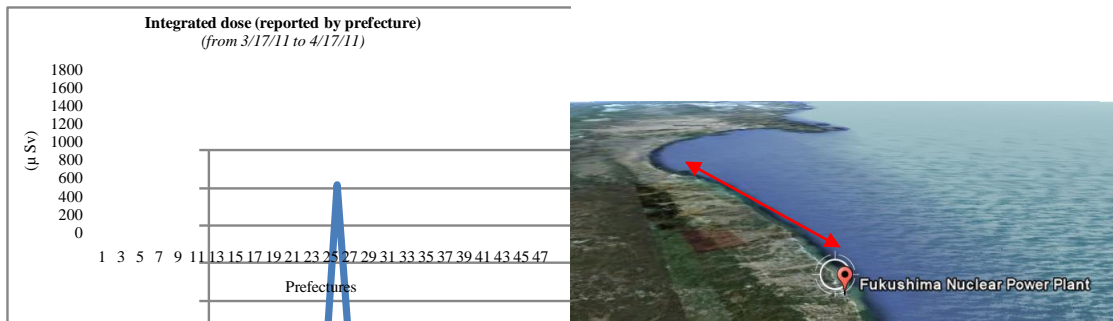 Integrated dose (reported by prefecture)
(from 3/17/11 to 4/17/11)
1800
1600
1400
1200
1000
800
600
400
200
0
(μ Sv)
1 3 5 7 9 11 13 15 17 19 21 23 25 27 29 31 33 35 37 39 41 43 45 47
Prefectures
Fukushima Nuclear Power Plant